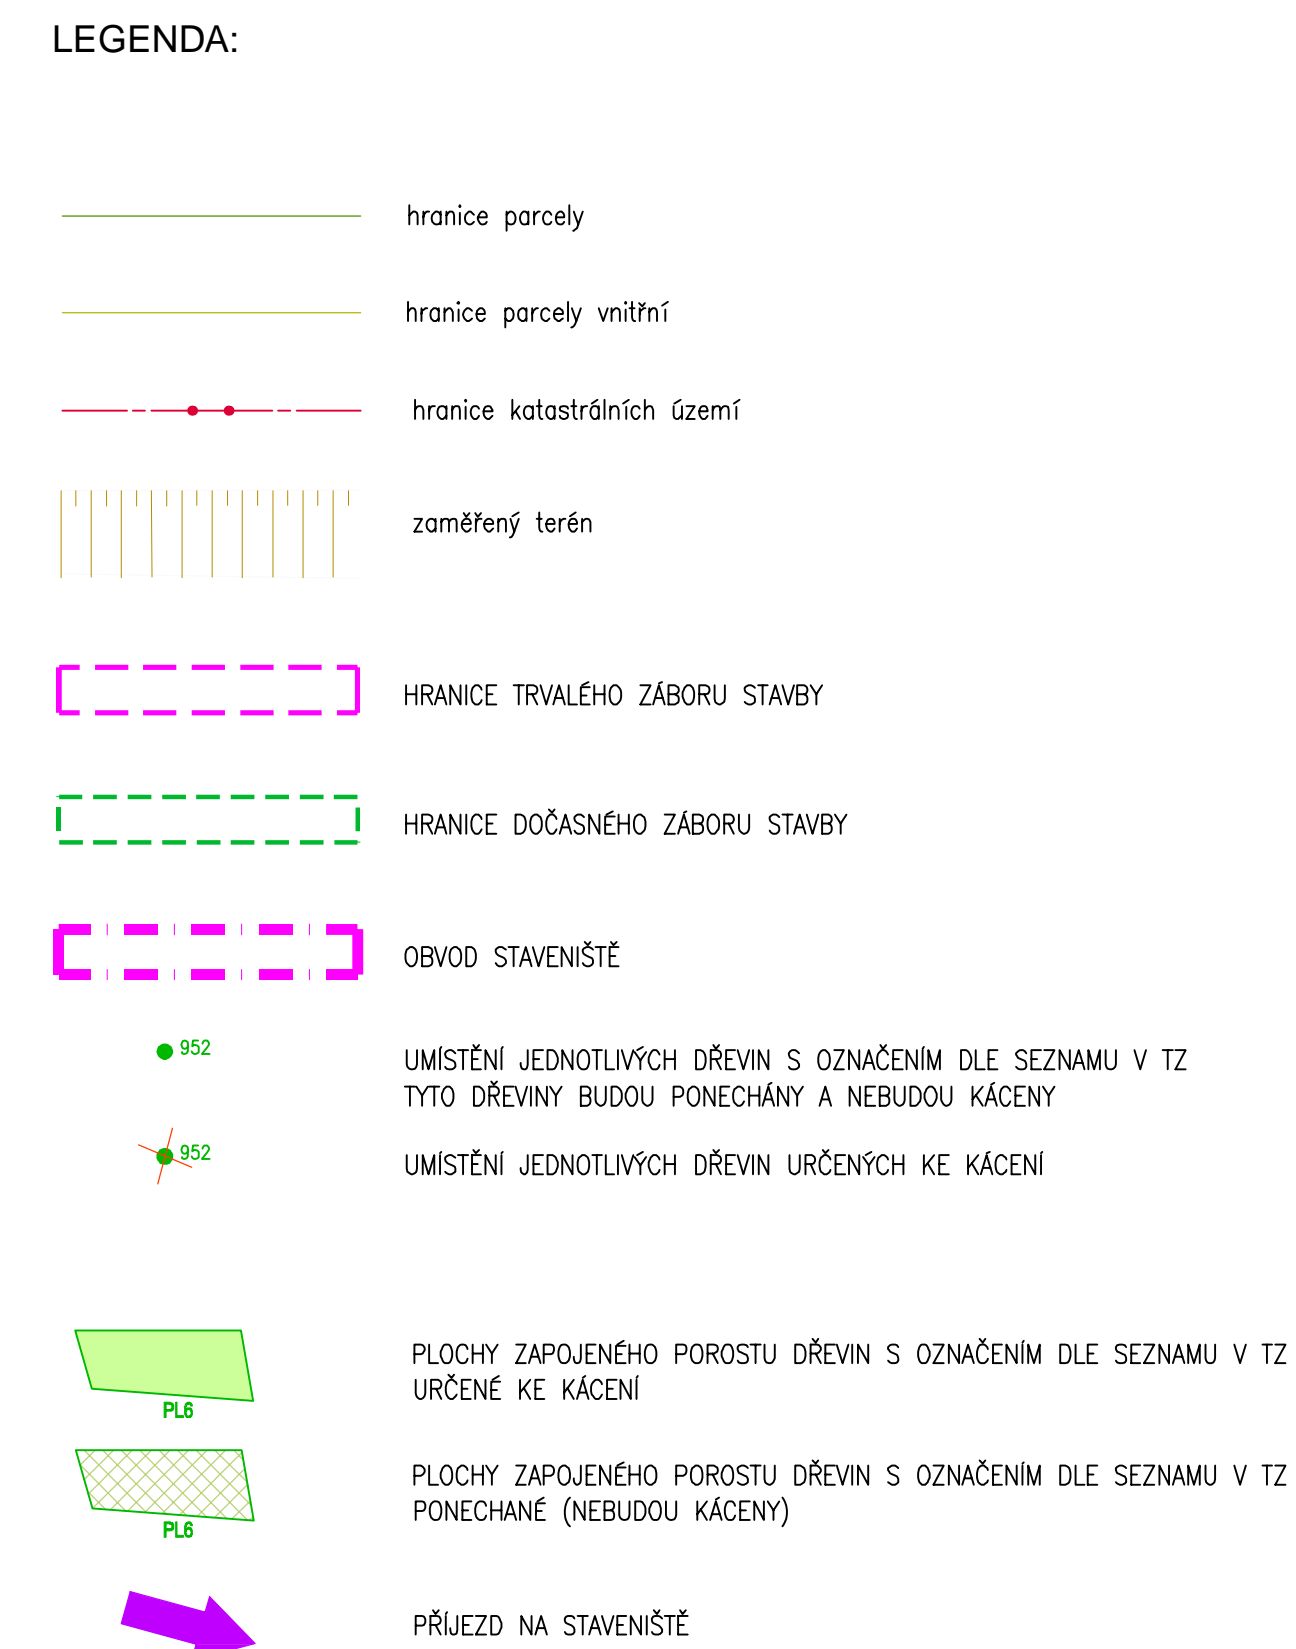 LEGENDA:
hranice parcely
hranice parcely vnitřní
hranice katastrálních území
zaměřený terén
HRANICE TRVALÉHO ZÁBORU STAVBY
HRANICE DOČASNÉHO ZÁBORU STAVBY
OBVOD STAVENIŠTĚ
952
UMÍSTĚNÍ JEDNOTLIVÝCH DŘEVIN S OZNAČENÍM DLE SEZNAMU V TZ
TYTO DŘEVINY BUDOU PONECHÁNY A NEBUDOU KÁCENY
952
UMÍSTĚNÍ JEDNOTLIVÝCH DŘEVIN URČENÝCH KE KÁCENÍ
PLOCHY ZAPOJENÉHO POROSTU DŘEVIN S OZNAČENÍM DLE SEZNAMU V TZ
URČENÉ KE KÁCENÍ
PL6
PLOCHY ZAPOJENÉHO POROSTU DŘEVIN S OZNAČENÍM DLE SEZNAMU V TZ
PONECHANÉ (NEBUDOU KÁCENY)
PL6
PŘÍJEZD NA STAVENIŠTĚ